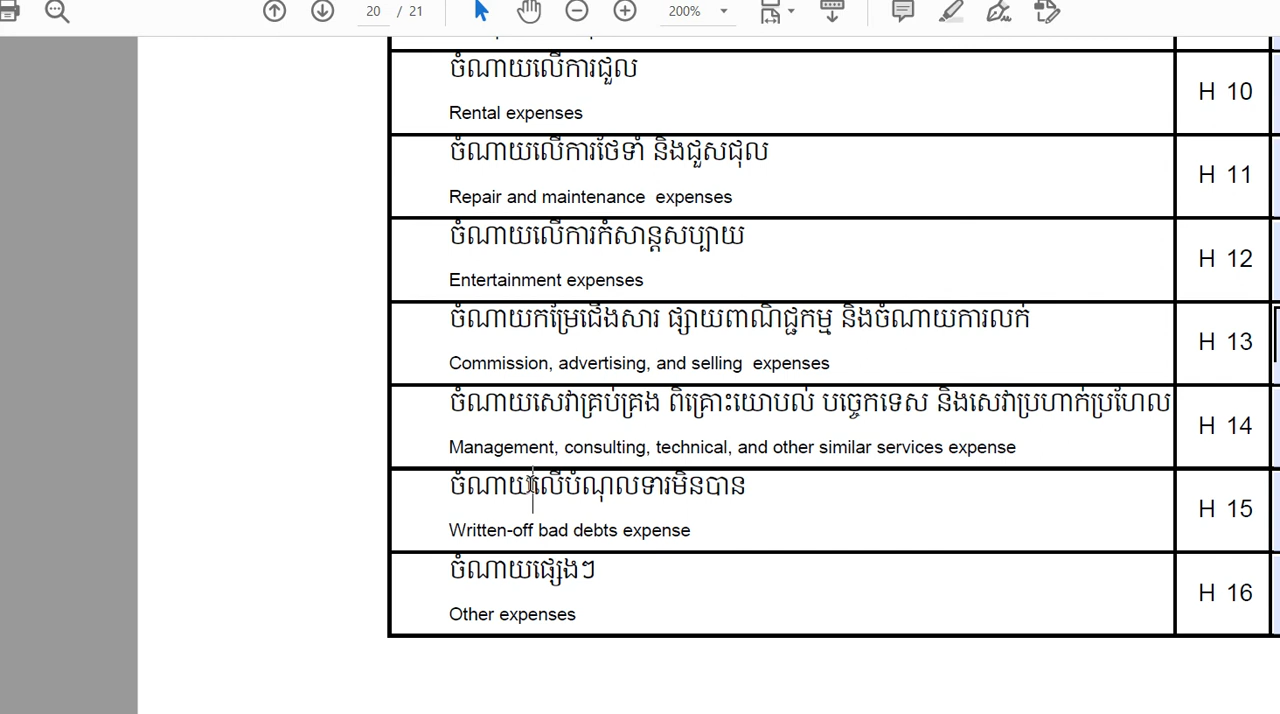 20 / 21
200%
ចំណាយលើការជួល
Rental expenses
H 10
ចំណាយលើការថែទាំ និងជួសជុល
Repair and maintenance expenses
H 11
ចំណាយលើការកំសាន្តសប្បាយ
Entertainment expenses
H 12
ចំណាយកម្រៃជើងសារ ផ្សាយពាណិជ្ជកម្ម និងចំណាយការលក់
Commission, advertising, and selling expenses
H 13
ចំណាយសេវាគ្រប់គ្រង ពិគ្រោះយោបល់ បច្ចេកទេស និងសេវាប្រហាក់ប្រហែល
Management, consulting, technical, and other similar services expense
H 14
ចំណាយលើបំណុលទារមិនបាន
Written-off bad debts expense
H 15
ចំណាយផ្សេងៗ
Other expenses
H 16